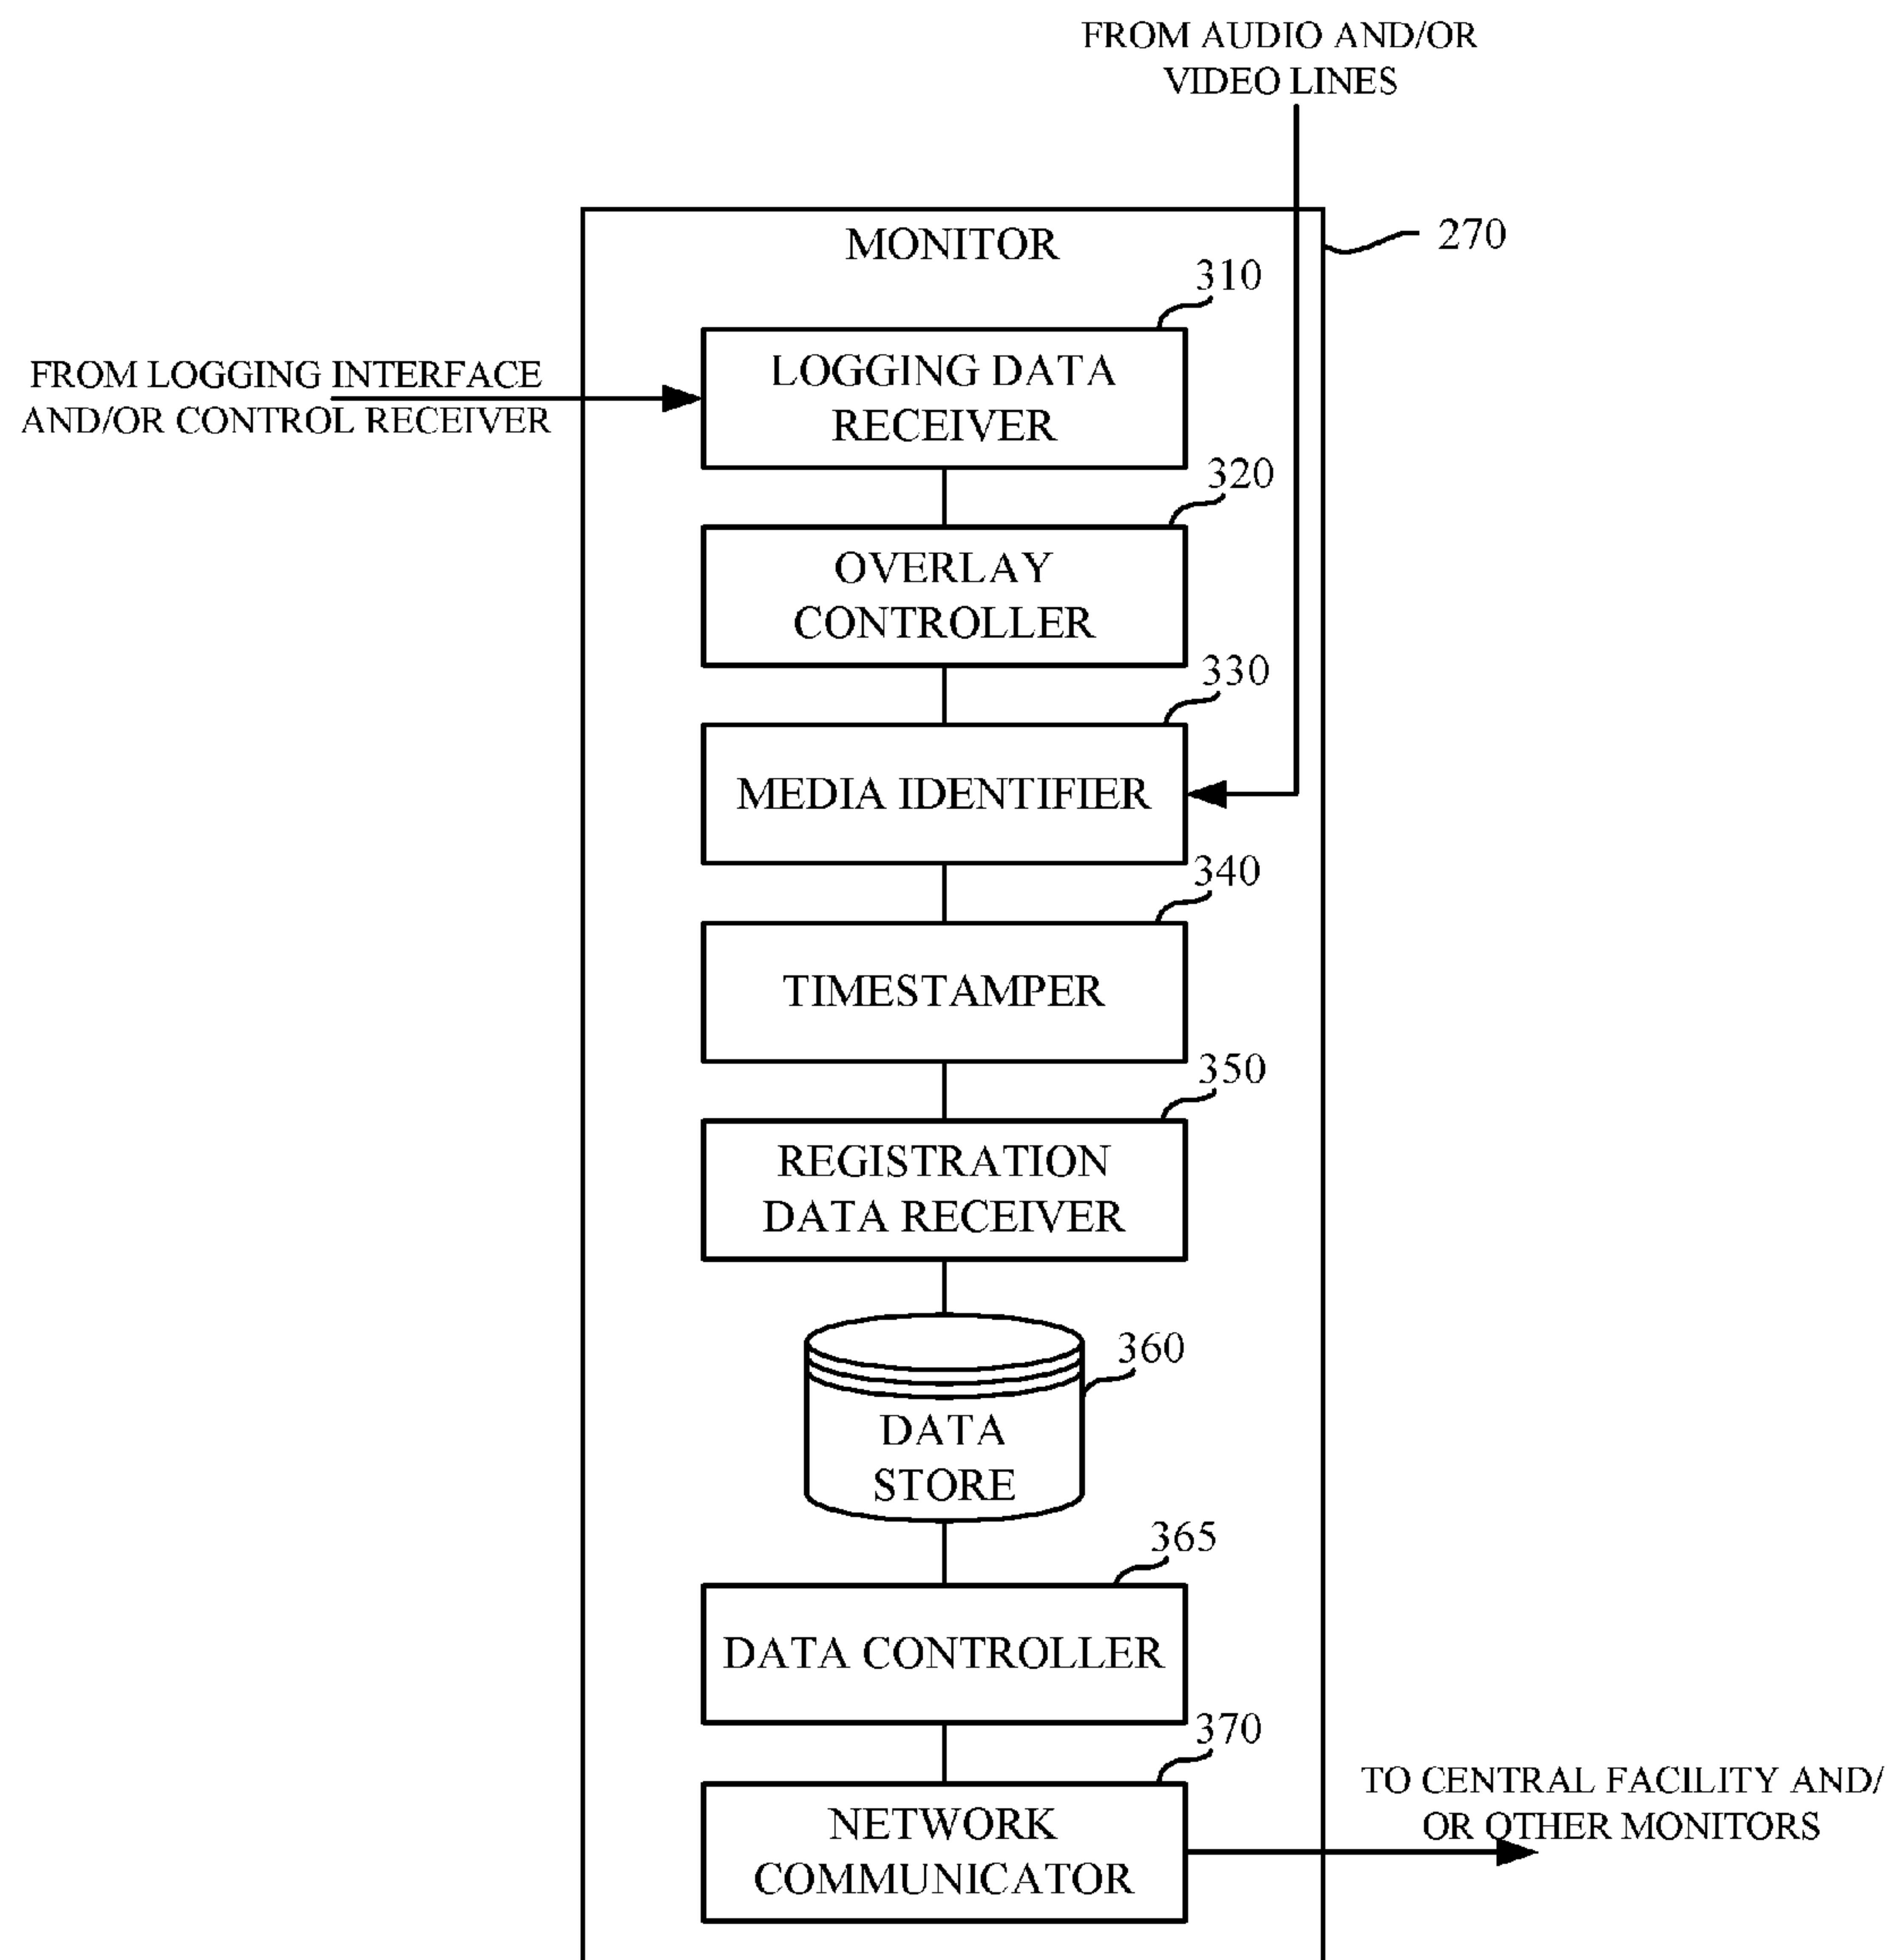 FROM AUDIO AND/OR
VIDEO LINES
MONITOR
270
310
FROM LOGGING INTERFACE
AND/OR CONTROL RECEIVER
LOGGING DATA
RECEIVER
320
OVERLAY
CONTROLLER
330
MEDIA IDENTIFIER
340
TIMESTAMPER
350
REGISTRATION
DATA RECEIVER
360
DATA
STORE
365
DATA CONTROLLER
370
NETWORK
COMMUNICATOR
TO CENTRAL FACILITY AND/
OR OTHER MONITORS